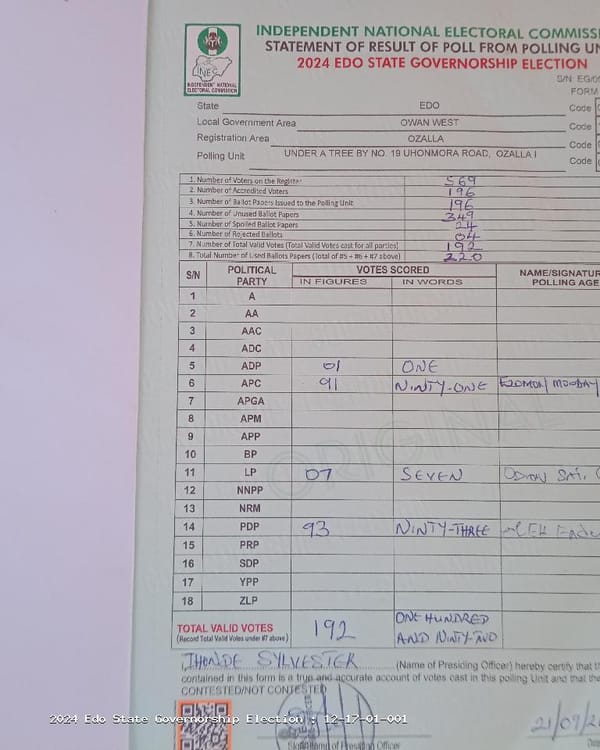 INDEPENDENT NATIONAL ELECTORAL COMMISS
STATEMENT OF RESULT OF POLL FROM POLLING UN
2024 EDO STATE GOVERNORSHIP ELECTION
INEC
INDEPENDENT NATIONAL
ELECTORAL COMMISSION
S/N: EG/0
FORM
State EDO Code
Local Government Area OWAN WEST Code
Registration Area OZALLA Code
Polling Unit UNDER A TREE BY NO. 19 UHONMORA ROAD, OZALLA I Code
1. Number of Voters on the Register 569
2. Number of Accredited Voters 196
3. Number of Ballot Papers Issued to the Polling Unit 196
4. Number of Unused Ballot Papers 349
5. Number of Spoiled Ballot Papers 24
6. Number of Rejected Ballots 04
7. Number of Total Valid Votes (Total Valid Votes cast for all parties) 192
8. Total Number of Used Ballots Papers (Total of #5 + #6 + #7 above) 220
S/N POLITICAL PARTY VOTES SCORED NAME/SIGNATUR
IN FIGURES IN WORDS POLLING AGE
1 A
2 AA
3 AAC
4 ADC
5 ADP 01 ONE
6 APC 91 NINTY-ONE
7 APGA
8 APM
9 APP
10 BP
11 LP 07 SEVEN
12 NNPP
13 NRM
14 PDP 93 NINTY-THREE
15 PRP
16 SDP
17 YPP
18 ZLP
ORIGINAL
TOTAL VALID VOTES 192 ONE HUNDRED
(Record Total Valid Votes under #7 above) AND NINTY-TWO
I, IHONDE SYLVESTER (Name of Presiding Officer) hereby certify that th
contained in this form is a true and accurate account of votes cast in this polling Unit and that the
CONTESTED/NOT CONTESTED
2024 Edo State Governorship Election : 12-17-01-001
21/09/2